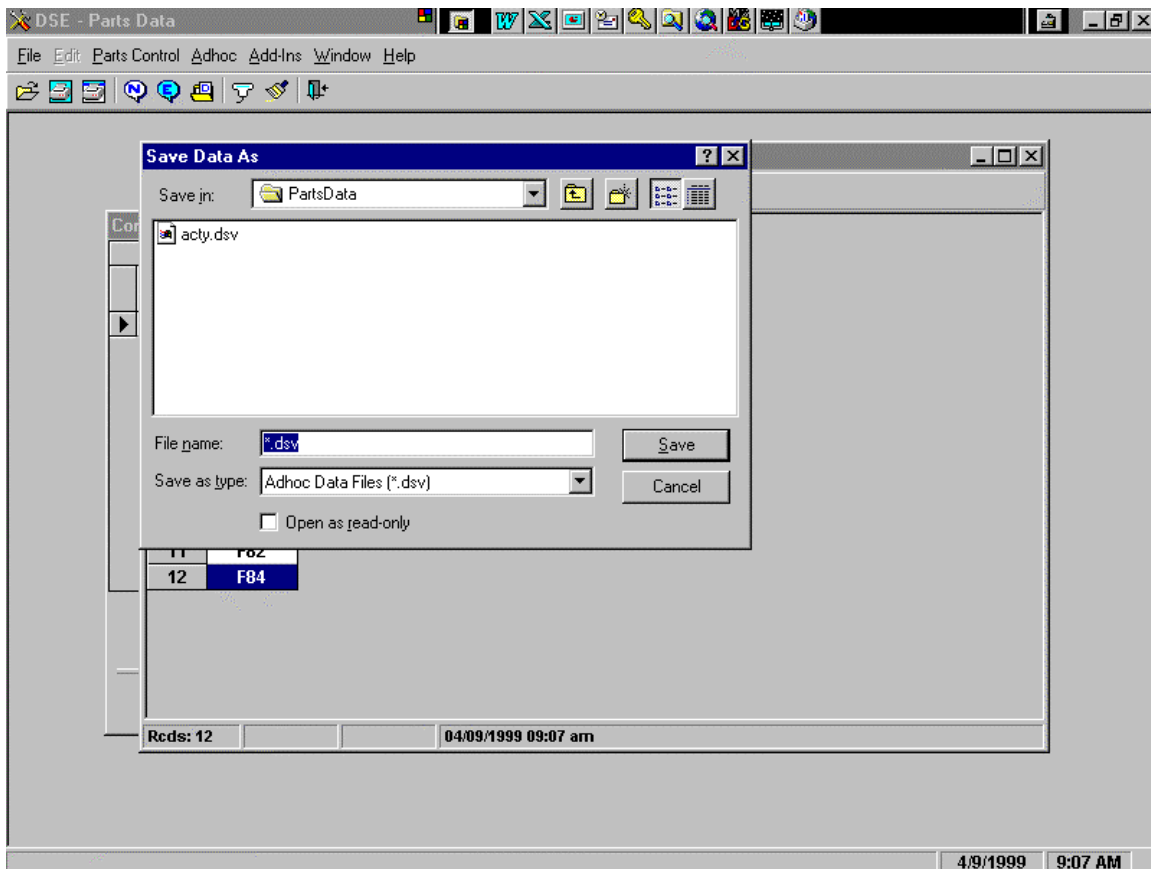 DSE - Parts Data
File Edit Parts Control Adhoc Add-Ins Window Help
Save Data As
Save in: PartsData
Cor
acty.dsv
File name: *.dsv Save
Save as type: Adhoc Data Files (*.dsv) Cancel
Open as read-only
11 F82
12 F84
Rcds: 12 04/09/1999 09:07 am
4/9/1999 9:07 AM